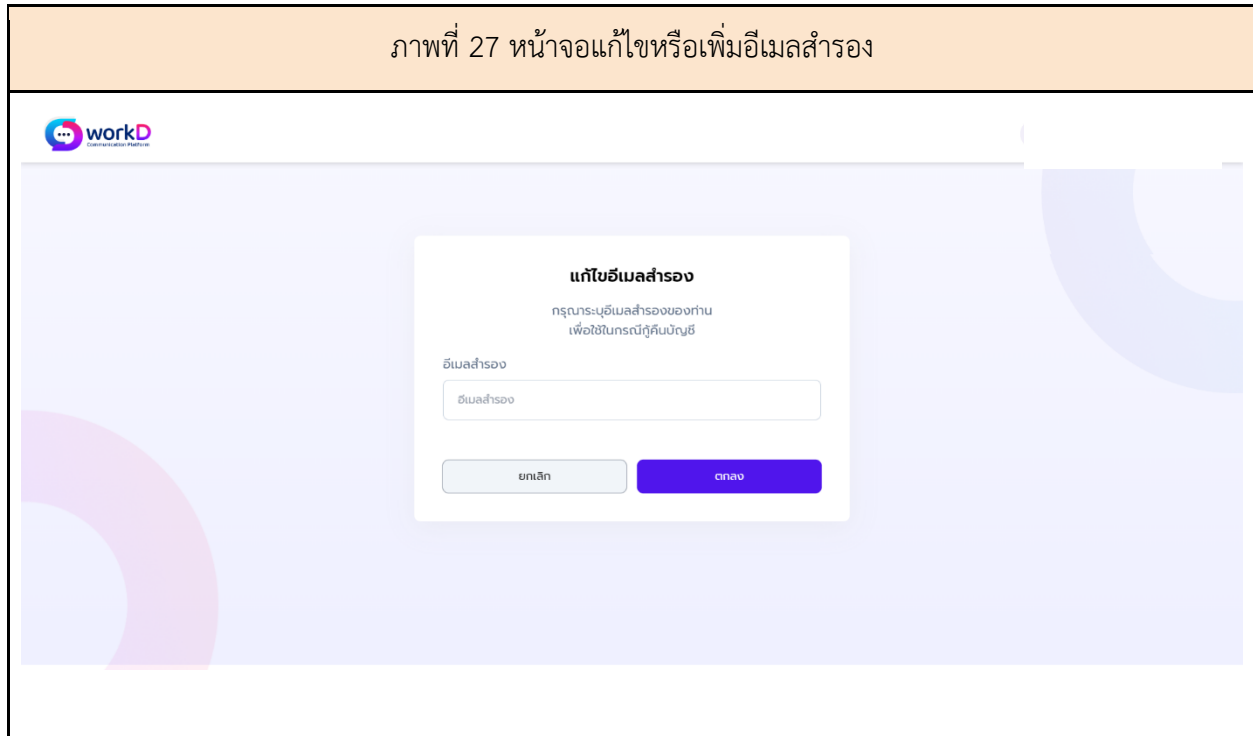 ภาพที่ 27 หน้าจอแก้ไขหรือเพิ่มอีเมลสำรอง
workD
Communication Platform
แก้ไขอีเมลสำรอง
กรุณาระบุอีเมลสำรองของท่าน
เพื่อใช้ในกรณีกู้คืนบัญชี
อีเมลสำรอง
อีเมลสำรอง
ยกเลิก ตกลง